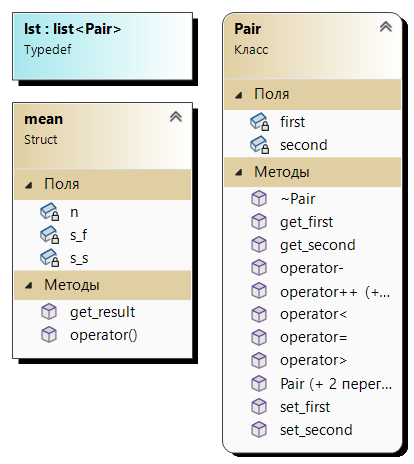 lst : list<Pair>
Typedef
mean
Struct
Поля
n
s_f
s_s
Методы
get_result
operator()
Pair
Класс
Поля
first
second
Методы
~Pair
get_first
get_second
operator-
operator++ (+...
operator<
operator=
operator>
Pair (+ 2 перег...
set_first
set_second